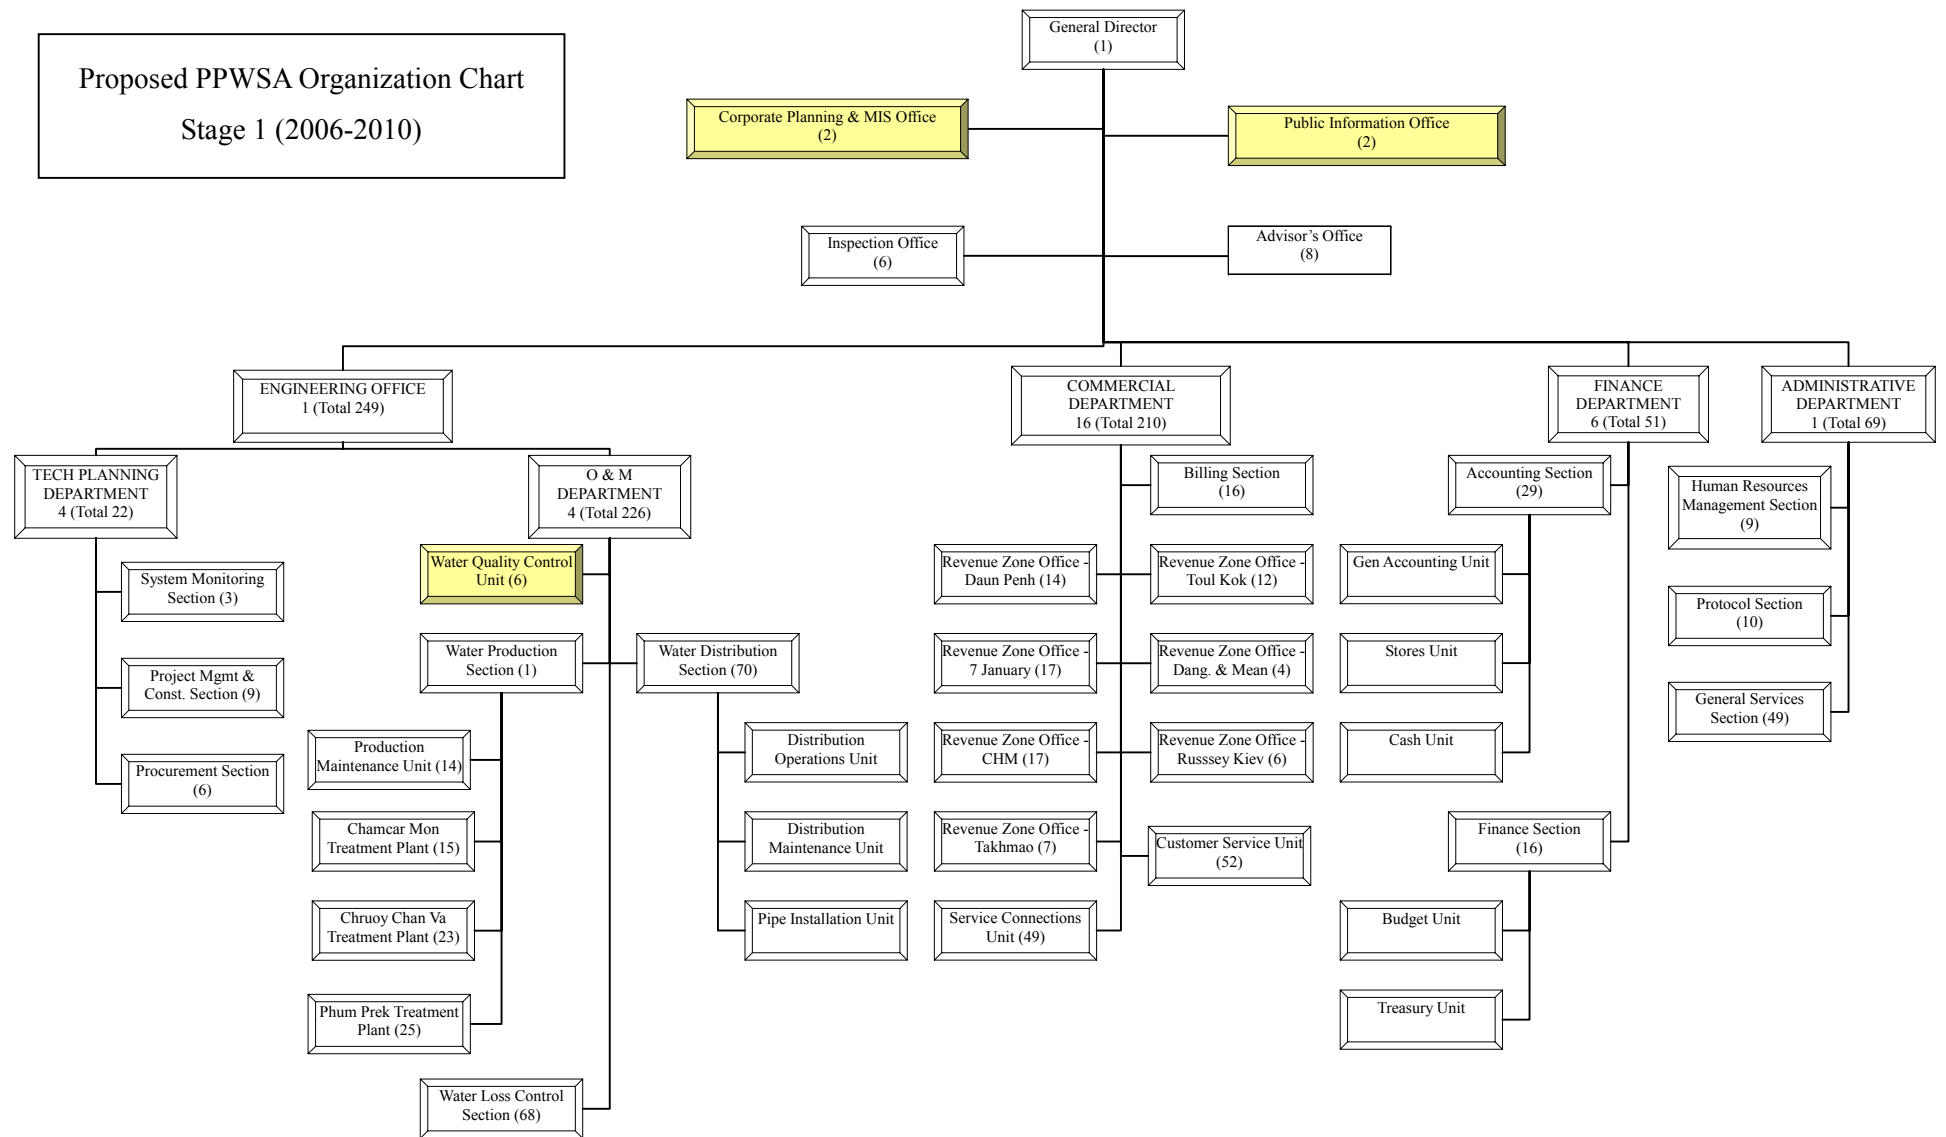 Proposed PPWSA Organization Chart
Stage 1 (2006-2010)
General Director
(1)
Corporate Planning & MIS Office
(2)
Public Information Office
(2)
Inspection Office
(6)
Advisor's Office
(8)
ENGINEERING OFFICE
1 (Total 249)
COMMERCIAL
DEPARTMENT
16 (Total 210)
FINANCE
DEPARTMENT
6 (Total 51)
ADMINISTRATIVE
DEPARTMENT
1 (Total 69)
TECH PLANNING
DEPARTMENT
4 (Total 22)
O & M
DEPARTMENT
4 (Total 226)
System Monitoring
Section (3)
Project Mgmt &
Const. Section (9)
Procurement Section
(6)
Water Quality Control
Unit (6)
Water Production
Section (1)
Water Distribution
Section (70)
Production
Maintenance Unit (14)
Chamcar Mon
Treatment Plant (15)
Chruoy Chan Va
Treatment Plant (23)
Phum Prek Treatment
Plant (25)
Water Loss Control
Section (68)
Distribution
Operations Unit
Distribution
Maintenance Unit
Pipe Installation Unit
Billing Section
(16)
Revenue Zone Office -
Daun Penh (14)
Revenue Zone Office -
Toul Kok (12)
Revenue Zone Office -
7 January (17)
Revenue Zone Office -
Dang. & Mean (4)
Revenue Zone Office -
CHM (17)
Revenue Zone Office -
Russsey Kiev (6)
Revenue Zone Office -
Takhmao (7)
Customer Service Unit
(52)
Service Connections
Unit (49)
Accounting Section
(29)
Gen Accounting Unit
Stores Unit
Cash Unit
Finance Section
(16)
Budget Unit
Treasury Unit
Human Resources
Management Section
(9)
Protocol Section
(10)
General Services
Section (49)